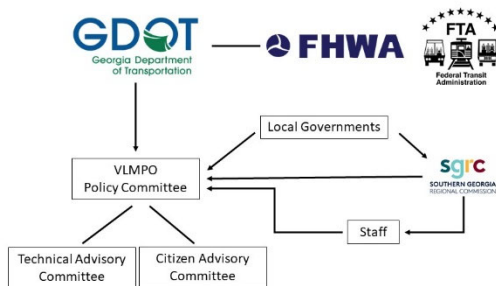 GDOT
Georgia Department
of Transportation
FHWA
FTA
Federal Transit
Administration
Local Governments
VLMPO
Policy Committee
sgrc
SOUTHERN GEORGIA
REGIONAL COMMISSION
Staff
Technical Advisory
Committee
Citizen Advisory
Committee